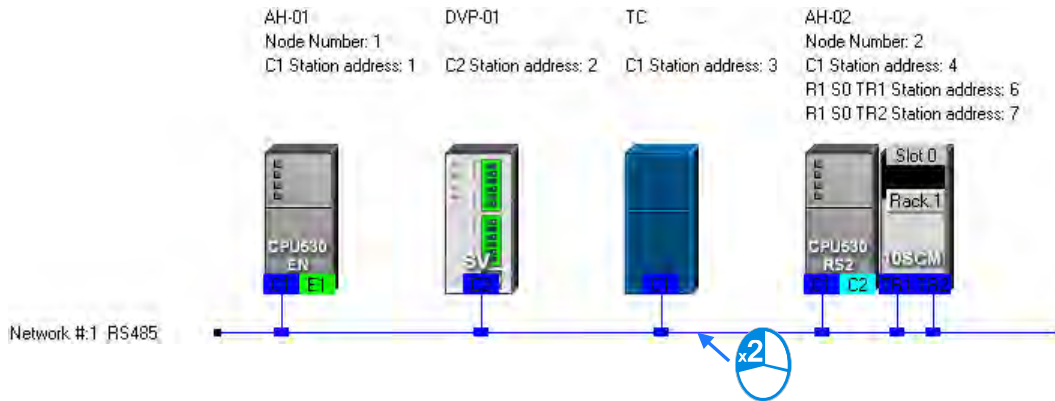 AH-01
Node Number: 1
C1 Station address: 1
DVP-01
C2 Station address: 2
TC
C1 Station address: 3
AH-02
Node Number: 2
C1 Station address: 4
R1 S0 TR1 Station address: 6
R1 S0 TR2 Station address: 7
CPU530
EN
C1 E1
SV_
C2
C1
CPU530
RS2
C1 C2
Slot 0
Rack.1
10SCM
TR1 TR2
Network #:1 RS485
x2